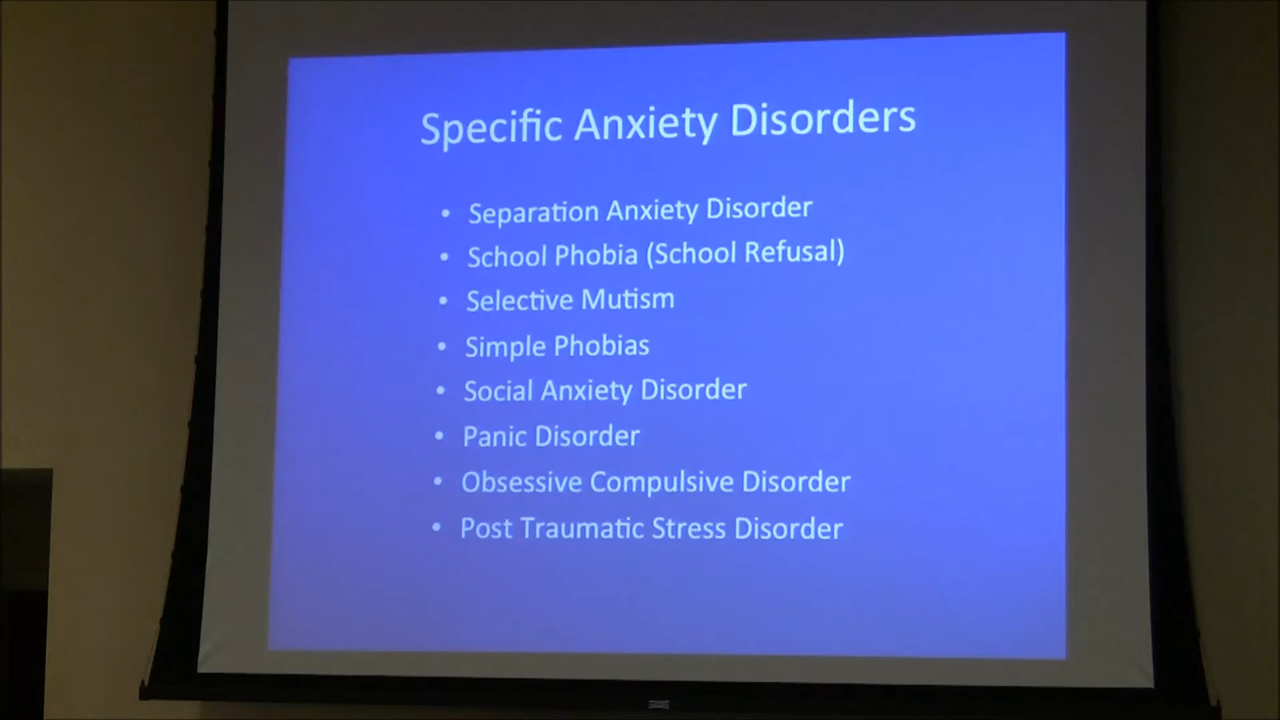 Specific Anxiety Disorders
• Separation Anxiety Disorder
• School Phobia (School Refusal)
• Selective Mutism
• Simple Phobias
• Social Anxiety Disorder
• Panic Disorder
• Obsessive Compulsive Disorder
• Post Traumatic Stress Disorder